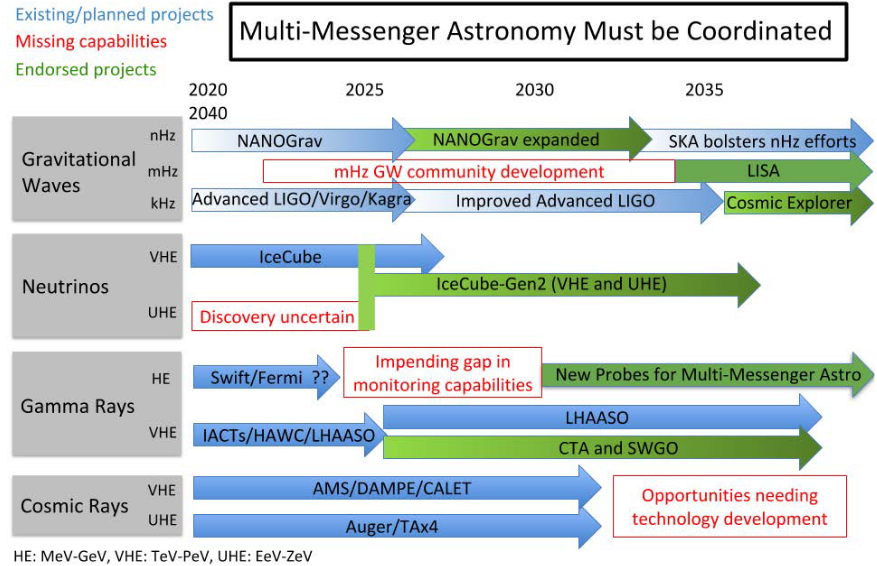 Existing/planned projects
Missing capabilities
Endorsed projects
Multi-Messenger Astronomy Must be Coordinated
2020 2025 2030 2035
2040
Gravitational
Waves
nHz
NANOGrav
NANOGrav expanded
SKA bolsters nHz efforts
mHz
mHz GW community development
LISA
kHz
Advanced LIGO/Virgo/Kagra
Improved Advanced LIGO
Cosmic Explorer
Neutrinos
VHE
IceCube
IceCube-Gen2 (VHE and UHE)
UHE
Discovery uncertain
Gamma Rays
HE
Swift/Fermi ??
Impending gap in
monitoring capabilities
New Probes for Multi-Messenger Astro
VHE
IACTs/HAWC/LHAASO
LHAASO
CTA and SWGO
Cosmic Rays
VHE
AMS/DAMPE/CALET
UHE
Auger/TAx4
Opportunities needing
technology development
HE: MeV-GeV, VHE: TeV-PeV, UHE: EeV-ZeV